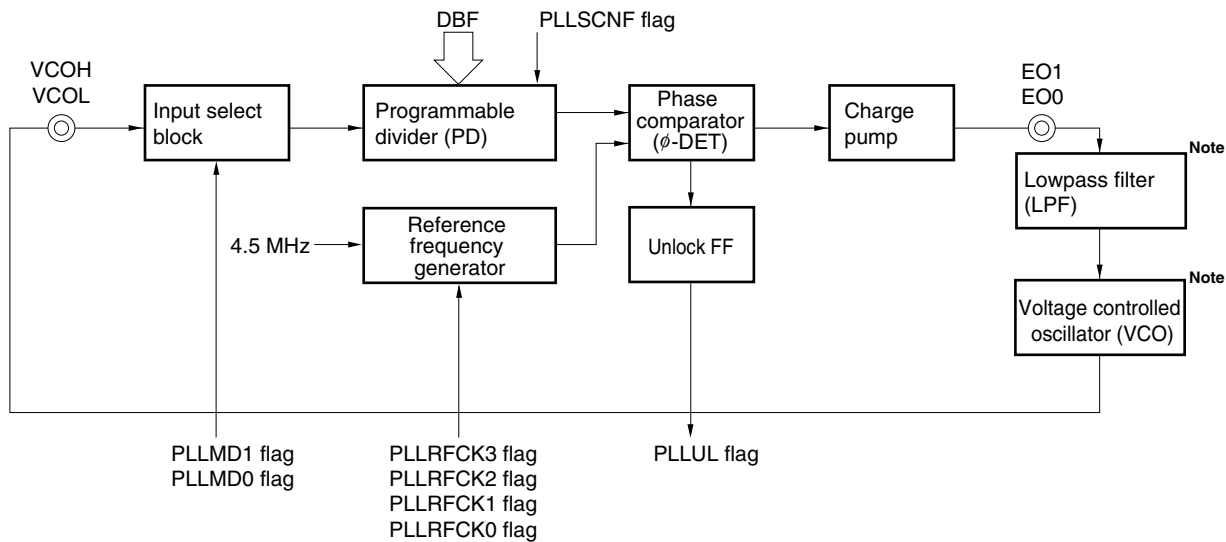 DBF
PLLSCNF flag
VCOH
VCOL
Input select
block
Programmable
divider (PD)
Phase
comparator
(ø-DET)
Charge
pump
EO1
EO0
Note
Lowpass filter
(LPF)
4.5 MHz
Reference
frequency
generator
Unlock FF
Note
Voltage controlled
oscillator (VCO)
PLLMD1 flag
PLLMD0 flag
PLLRFCK3 flag
PLLRFCK2 flag
PLLRFCK1 flag
PLLRFCK0 flag
PLLUL flag